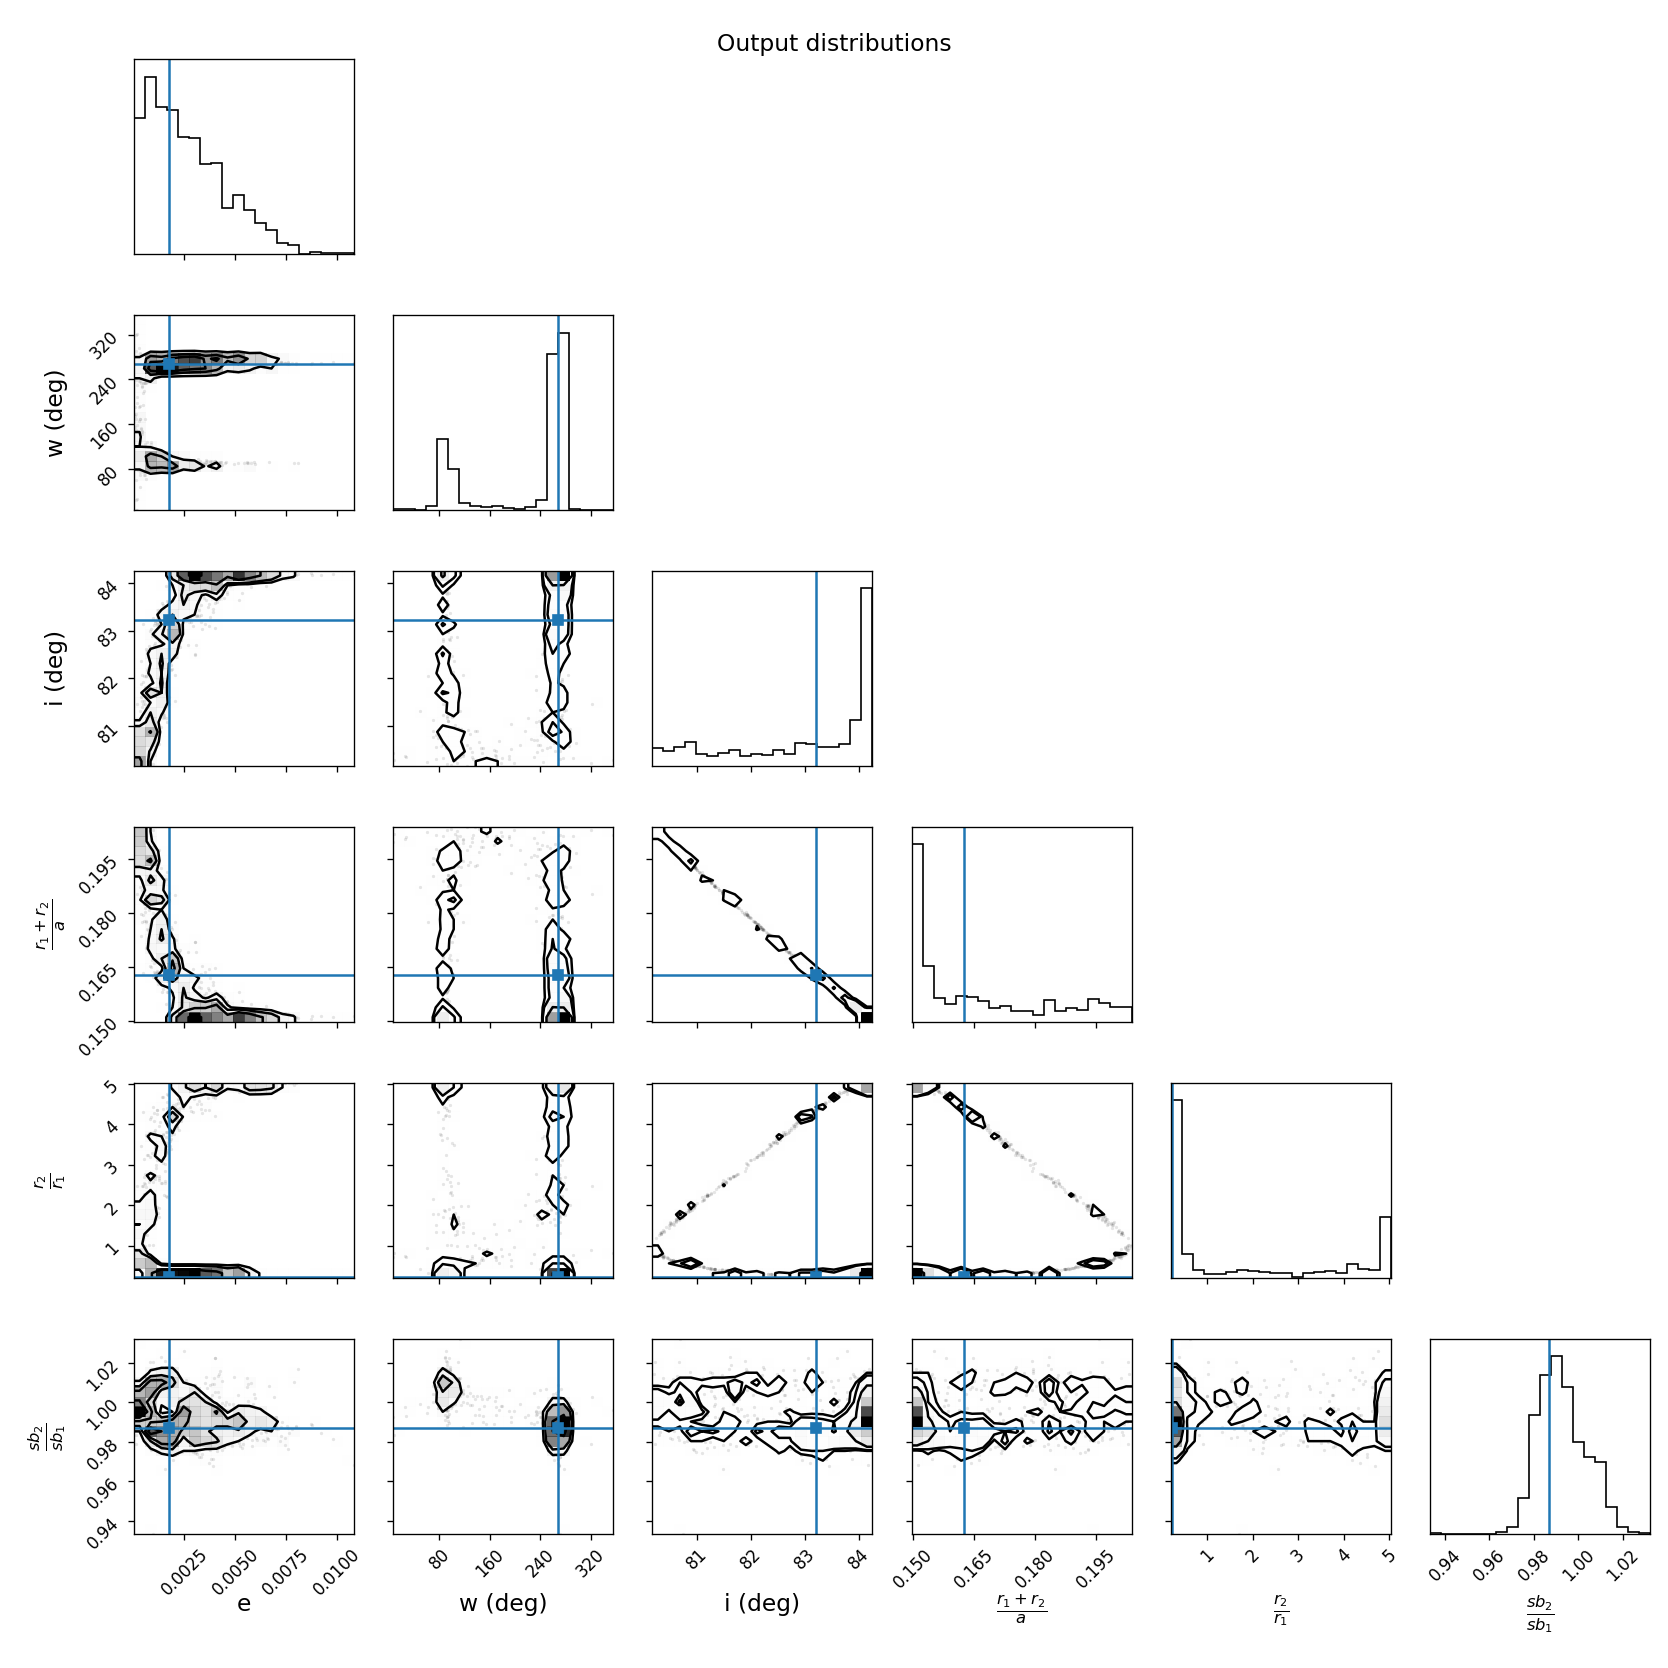 Output distributions
320
240
160
80
w (deg)
84
83
82
81
i (deg)
0.195
0.180
0.165
0.150
r₁ + r₂
a
5
4
3
2
1
r₂
r₁
1.02
1.00
0.98
0.96
0.94
sb₂
sb₁
0.0025 0.0050 0.0075 0.0100
e
80 160 240 320
w (deg)
81 82 83 84
i (deg)
0.150 0.165 0.180 0.195
r₁ + r₂
a
1 2 3 4 5
r₂
r₁
0.94 0.96 0.98 1.00 1.02
sb₂
sb₁